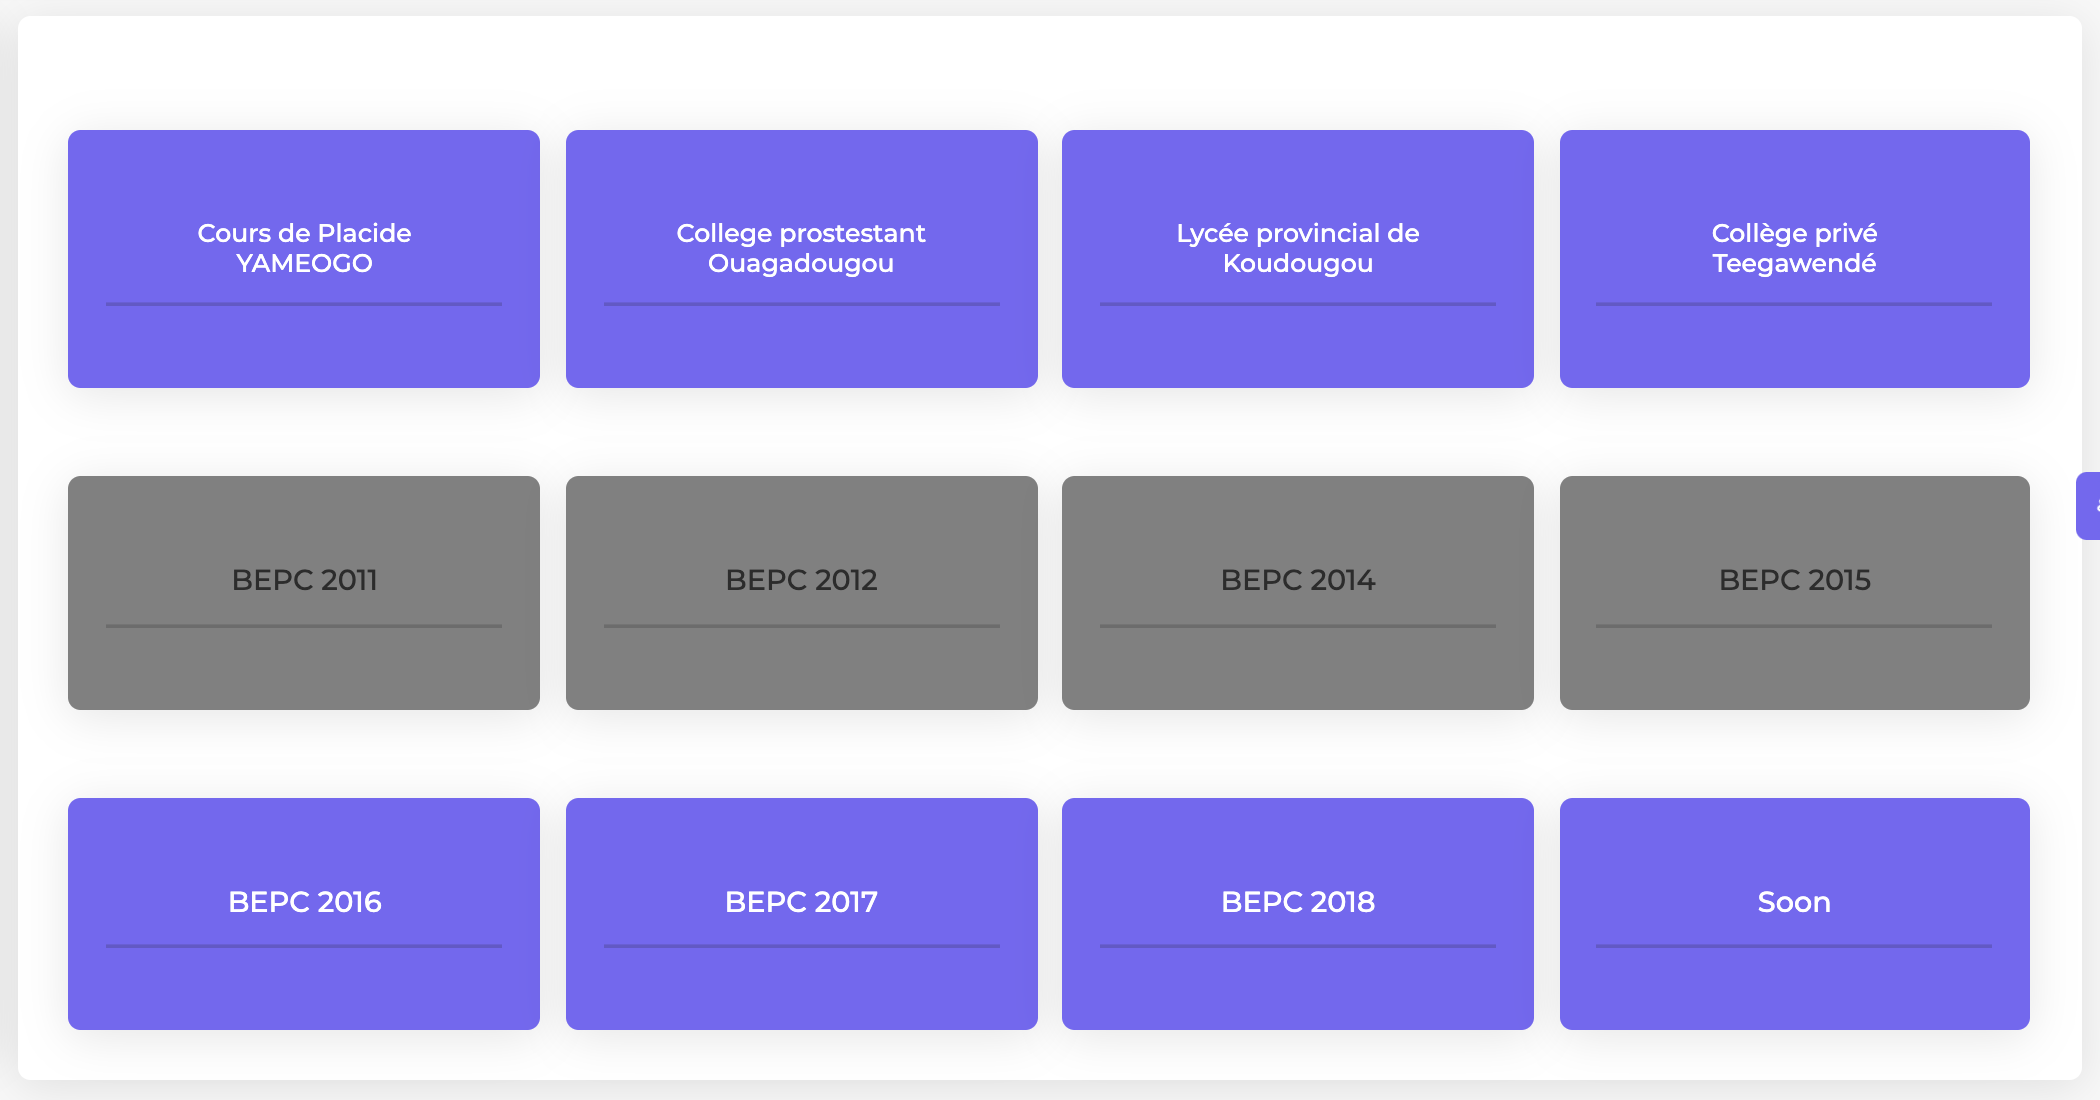 Cours de Placide
YAMEOGO
College prostestant
Ouagadougou
Lycée provincial de
Koudougou
Collège privé
Teegawendé
BEPC 2011
BEPC 2012
BEPC 2014
BEPC 2015
BEPC 2016
BEPC 2017
BEPC 2018
Soon